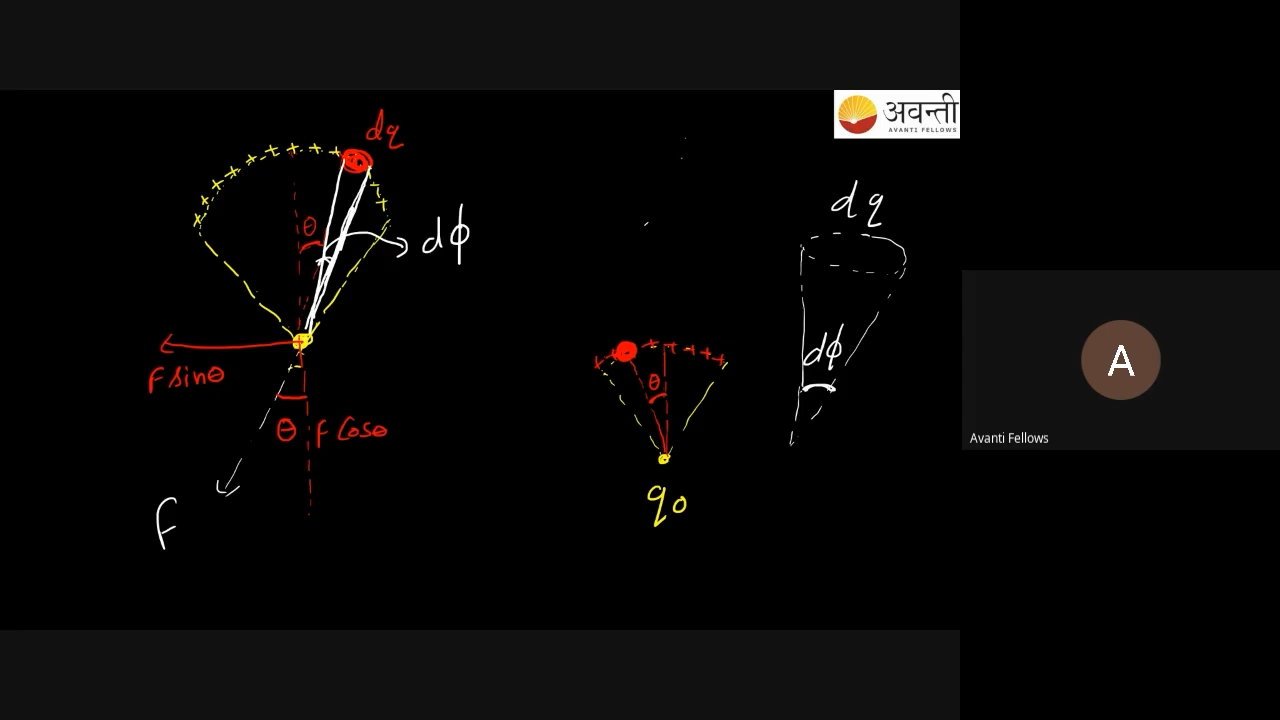 अवन्ती
AVANTI FELLOWS
dq
θ
dϕ
F sinθ
θ
F Cosθ
F
θ
q0
dq
dϕ
A
Avanti Fellows